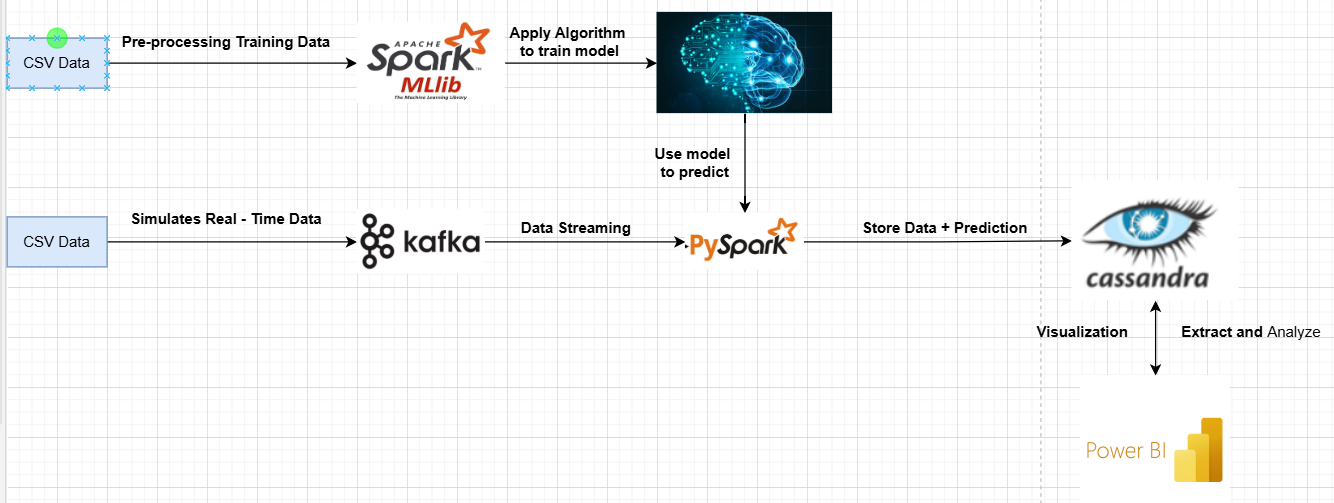 CSV Data
Pre-processing Training Data
APACHE
Spark
MLlib
The Machine Learning Library
Apply Algorithm
to train model
Use model
to predict
CSV Data
Simulates Real - Time Data
kafka
Data Streaming
PySpark
Store Data + Prediction
cassandra
Visualization
Extract and Analyze
Power BI